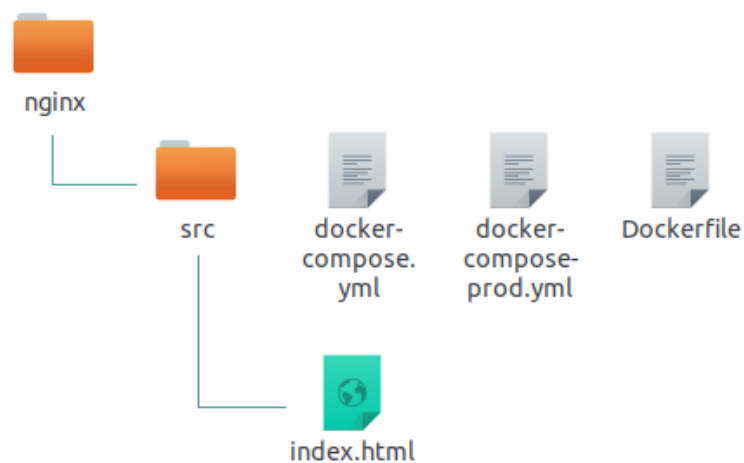 nginx
src
docker-
compose.
yml
docker-
compose-
prod.yml
Dockerfile
index.html